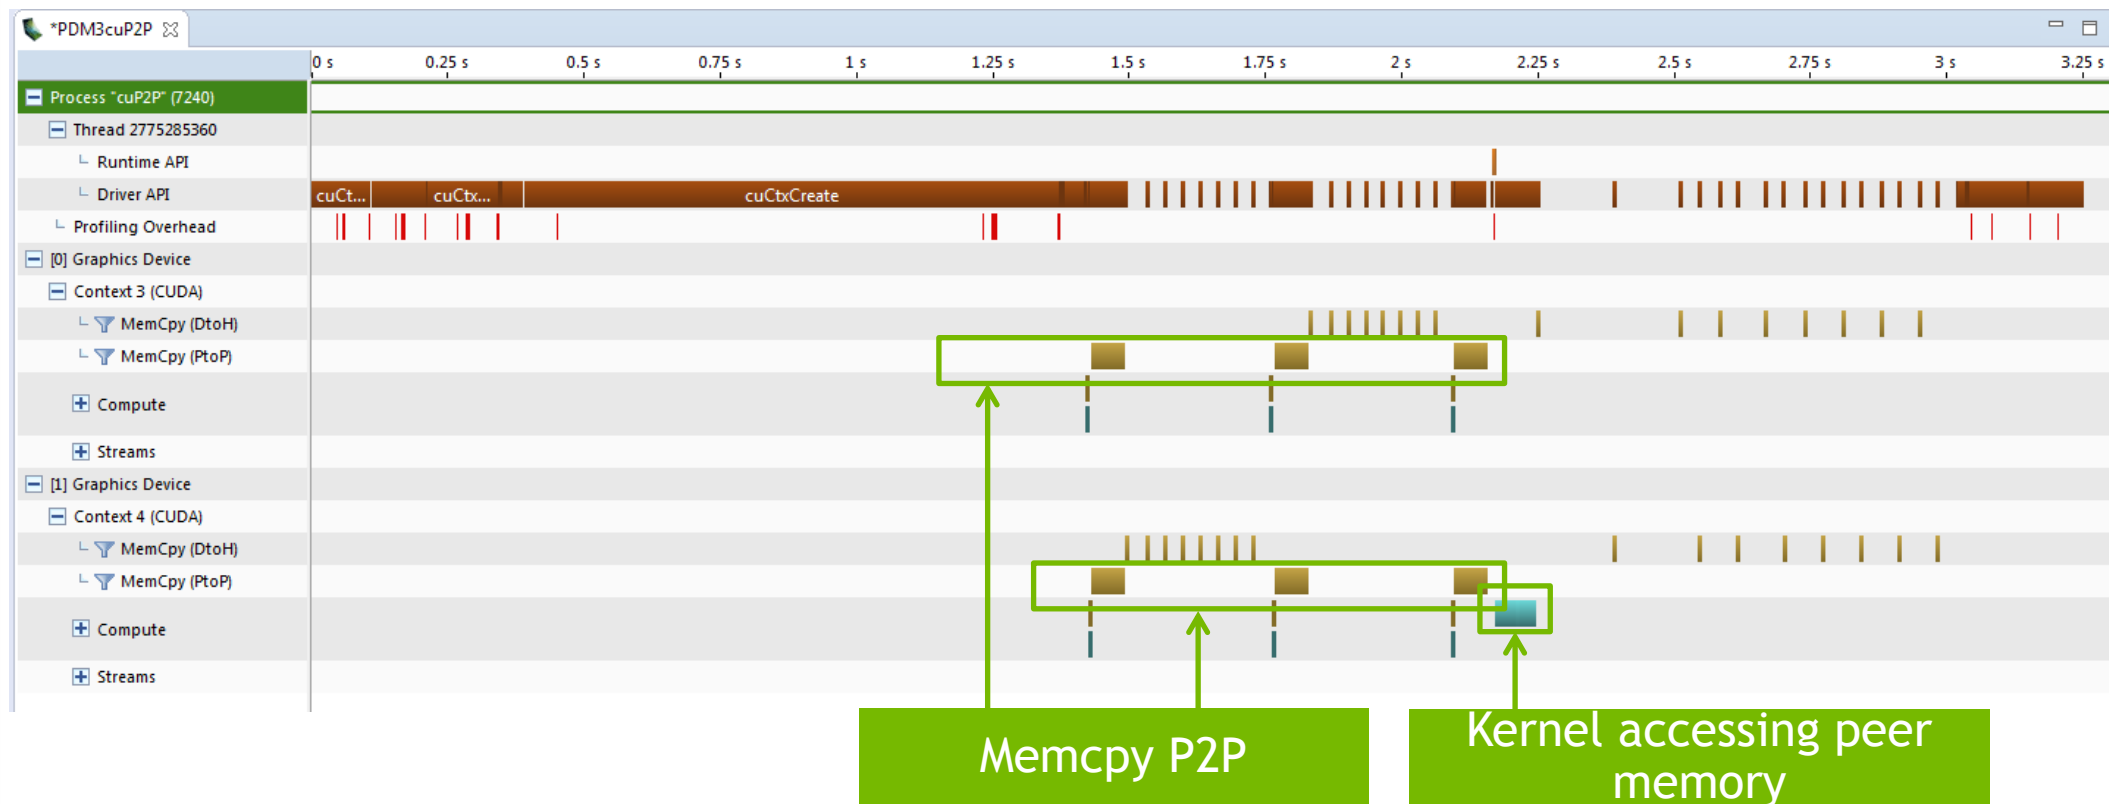 *PDM3cuP2P
0 s 0.25 s 0.5 s 0.75 s 1 s 1.25 s 1.5 s 1.75 s 2 s 2.25 s 2.5 s 2.75 s 3 s 3.25 s
Process "cuP2P" (7240)
Thread 2775285360
Runtime API
Driver API cuCt... cuCtx... cuCtxCreate
Profiling Overhead
[0] Graphics Device
Context 3 (CUDA)
MemCpy (DtoH)
MemCpy (PtoP)
Compute
Streams
[1] Graphics Device
Context 4 (CUDA)
MemCpy (DtoH)
MemCpy (PtoP)
Compute
Streams
Memcpy P2P
Kernel accessing peer
memory